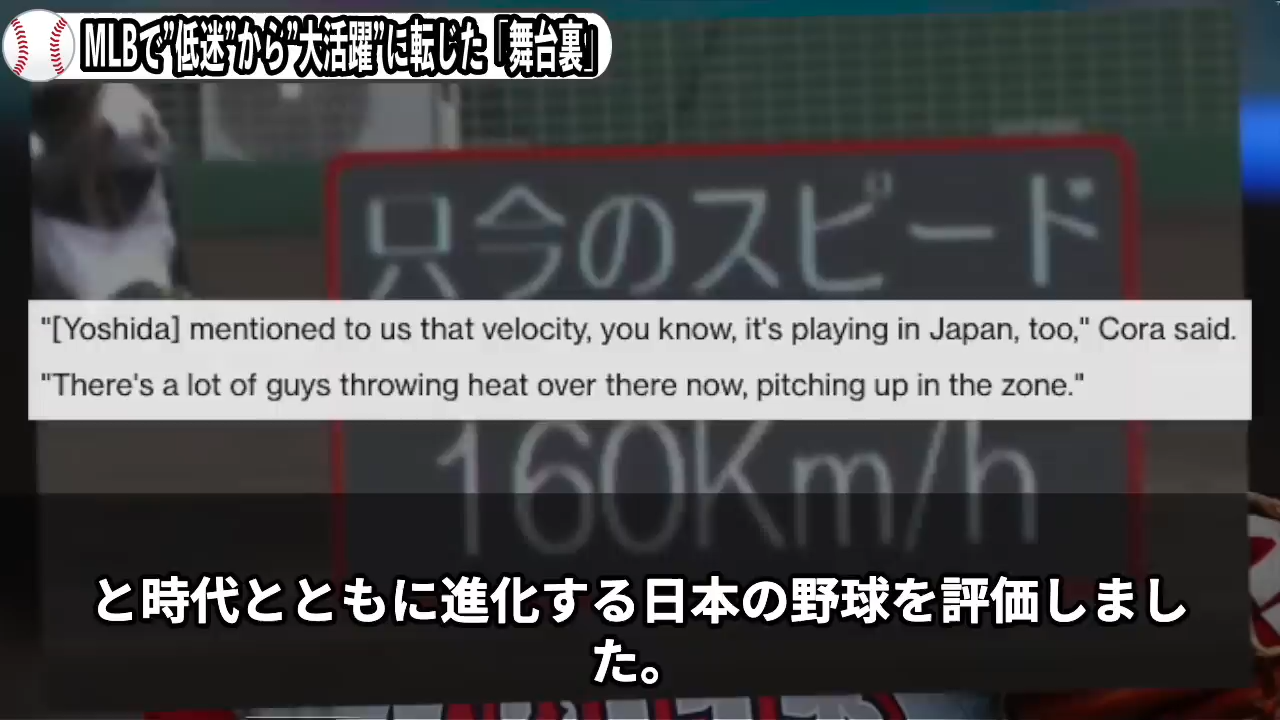 MLBで"低迷"から"大活躍"に転じた「舞台裏」
只今のスピード
"[Yoshida] mentioned to us that velocity, you know, it's playing in Japan, too," Cora said.
"There's a lot of guys throwing heat over there now, pitching up in the zone."
160Km/h
と時代とともに進化する日本の野球を評価しまし
た。